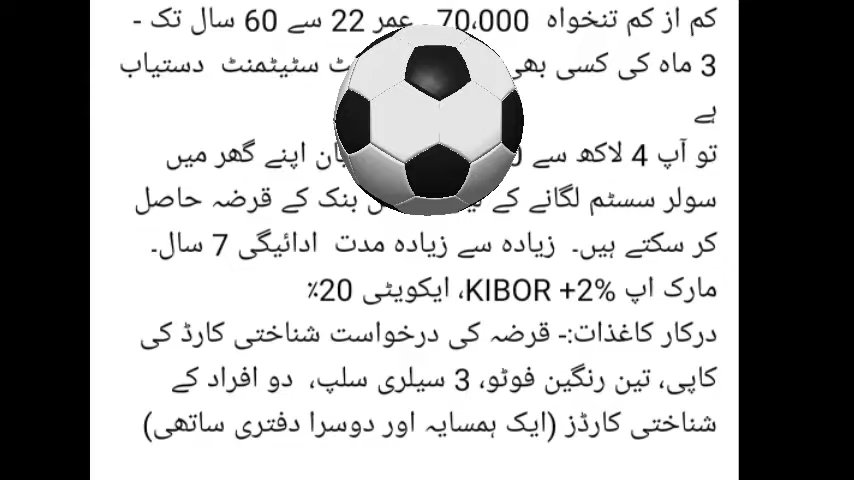 کم از کم تنخواہ 70،000 عمر 22 سے 60 سال تک -
3 ماہ کی کسی بھی سٹیٹمنٹ دستیاب
ہے
تو آپ 4 لاکھ سے اپنے گھر میں
سولر سسٹم لگانے کے بنک کے قرضہ حاصل
کر سکتے ہیں۔ زیادہ سے زیادہ مدت ادائیگی 7 سال۔
مارک اپ KIBOR +2%، ایکویٹی 20٪
درکار کاغذات:- قرضہ کی درخواست شناختی کارڈ کی
کاپی، تین رنگین فوٹو، 3 سیلری سلپ، دو افراد کے
شناختی کارڈز (ایک ہمسایہ اور دوسرا دفتری ساتھی)